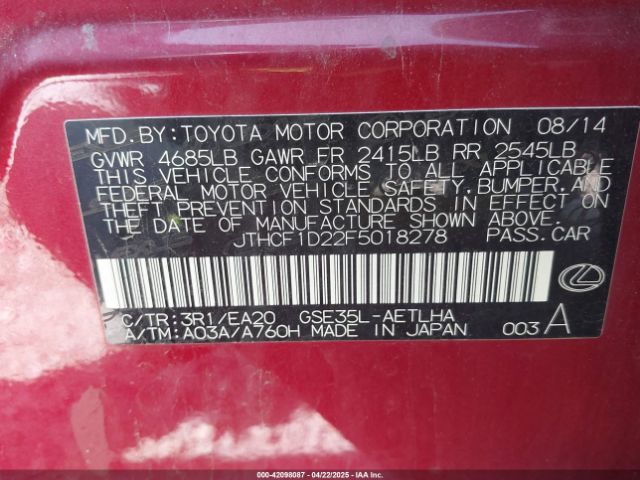 MFD. BY: TOYOTA MOTOR CORPORATION 08/14
GVWR 4685LB GAWR FR 2415LB RR 2545LB
THIS VEHICLE CONFORMS TO ALL APPLICABLE
FEDERAL MOTOR VEHICLE SAFETY, BUMPER, AND
THEFT PREVENTION STANDARDS IN EFFECT ON
THE DATE OF MANUFACTURE SHOWN ABOVE.
JTHCF1D22F5018278 PASS. CAR
C/TR: 3R1/EA20 GSE35L-AETLHA
A/TM: A03A/A760H MADE IN JAPAN 003 A
000-42098087 - 04/22/2025 - IAAI.com